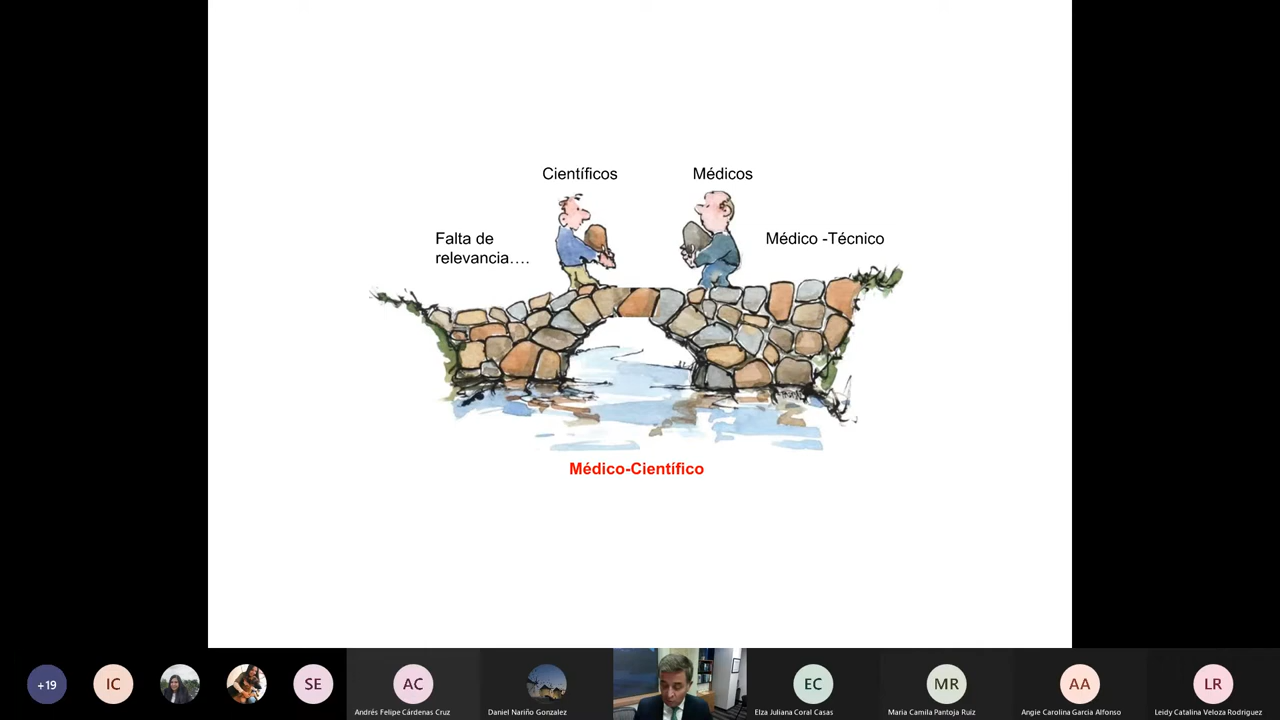 Científicos
Médicos
Falta de
relevancia….
Médico -Técnico
Médico-Científico
+19
IC
SE
AC
Andrés Felipe Cárdenas Cruz
Daniel Nariño Gonzalez
EC
Elza Juliana Coral Casas
MR
Maria Camila Pantoja Ruiz
AA
Angie Carolina Garcia Alfonso
LR
Leidy Catalina Veloza Rodriguez